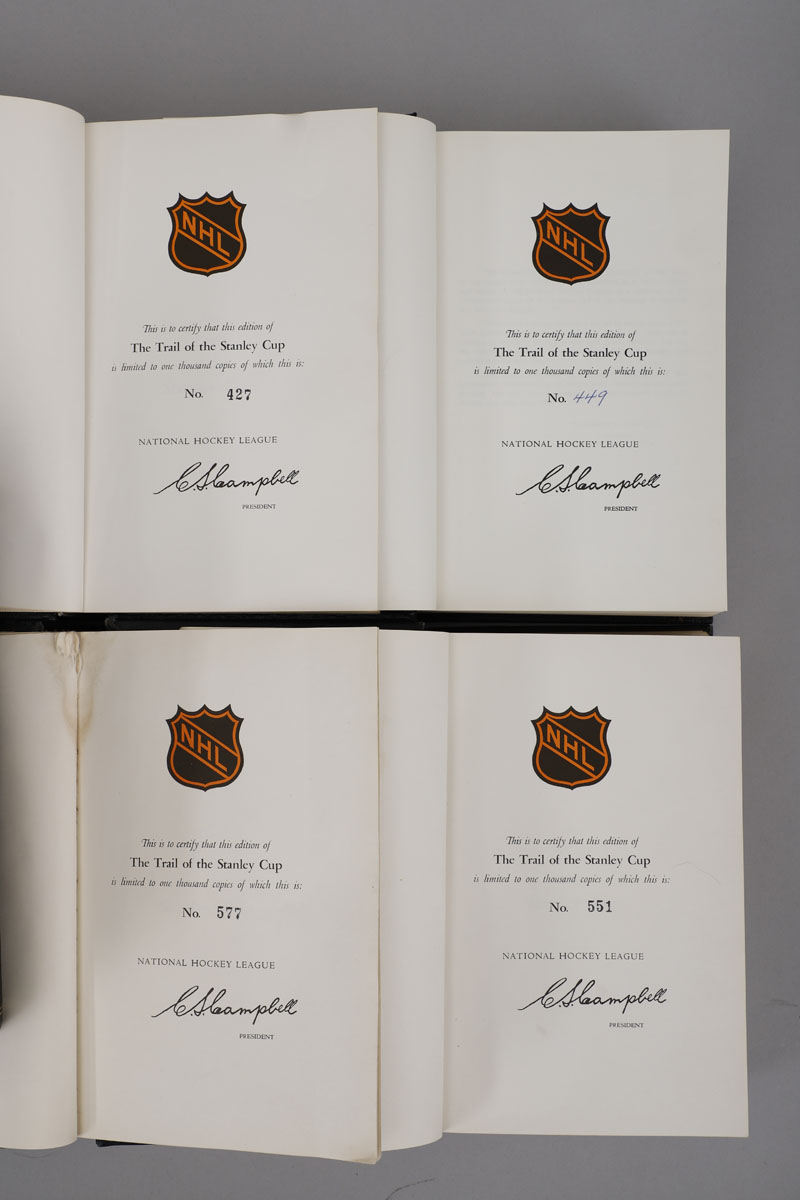 NHL
This is to certify that this edition of
The Trail of the Stanley Cup
is limited to one thousand copies of which this is:
No. 427
NATIONAL HOCKEY LEAGUE
C.S.Campbell
PRESIDENT
NHL
This is to certify that this edition of
The Trail of the Stanley Cup
is limited to one thousand copies of which this is:
No. 449
NATIONAL HOCKEY LEAGUE
C.S.Campbell
PRESIDENT
NHL
This is to certify that this edition of
The Trail of the Stanley Cup
is limited to one thousand copies of which this is:
No. 577
NATIONAL HOCKEY LEAGUE
C.S.Campbell
PRESIDENT
NHL
This is to certify that this edition of
The Trail of the Stanley Cup
is limited to one thousand copies of which this is:
No. 551
NATIONAL HOCKEY LEAGUE
C.S.Campbell
PRESIDENT